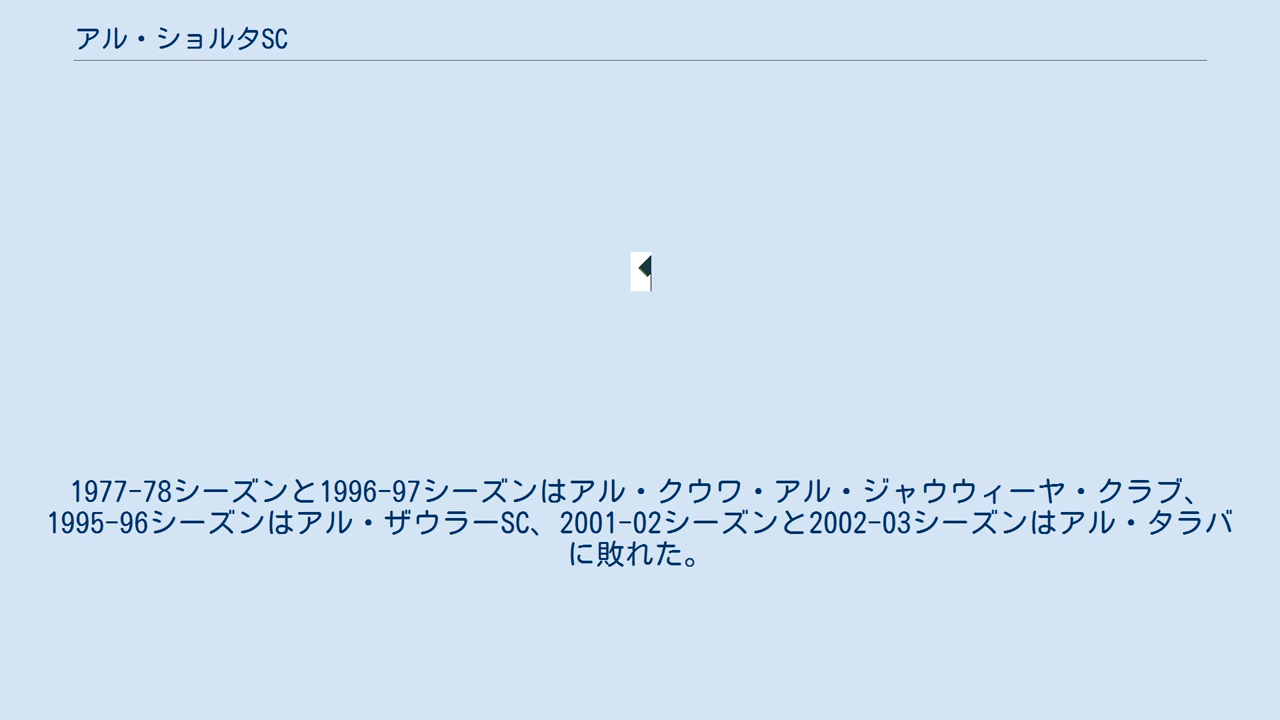 アル・ショルタSC
1977-78シーズンと1996-97シーズンはアル・クウワ・アル・ジャウウィーヤ・クラブ、
1995-96シーズンはアル・ザウラーSC、2001-02シーズンと2002-03シーズンはアル・タラバ
に敗れた。